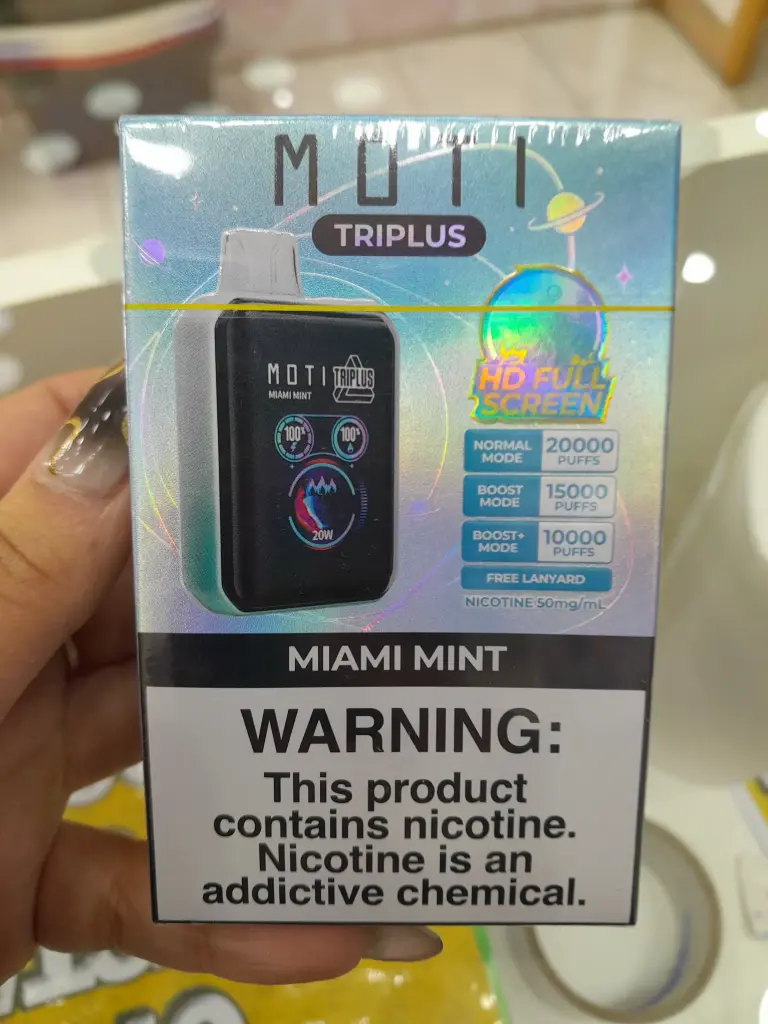 MOTI
TRIPLUS
MOTI TRIPLUS
MIAMI MINT
100%
100%
20W
HD FULL
SCREEN
NORMAL MODE 20000 PUFFS
BOOST MODE 15000 PUFFS
BOOST+ MODE 10000 PUFFS
FREE LANYARD
NICOTINE 50mg/mL
MIAMI MINT
WARNING:
This product
contains nicotine.
Nicotine is an
addictive chemical.